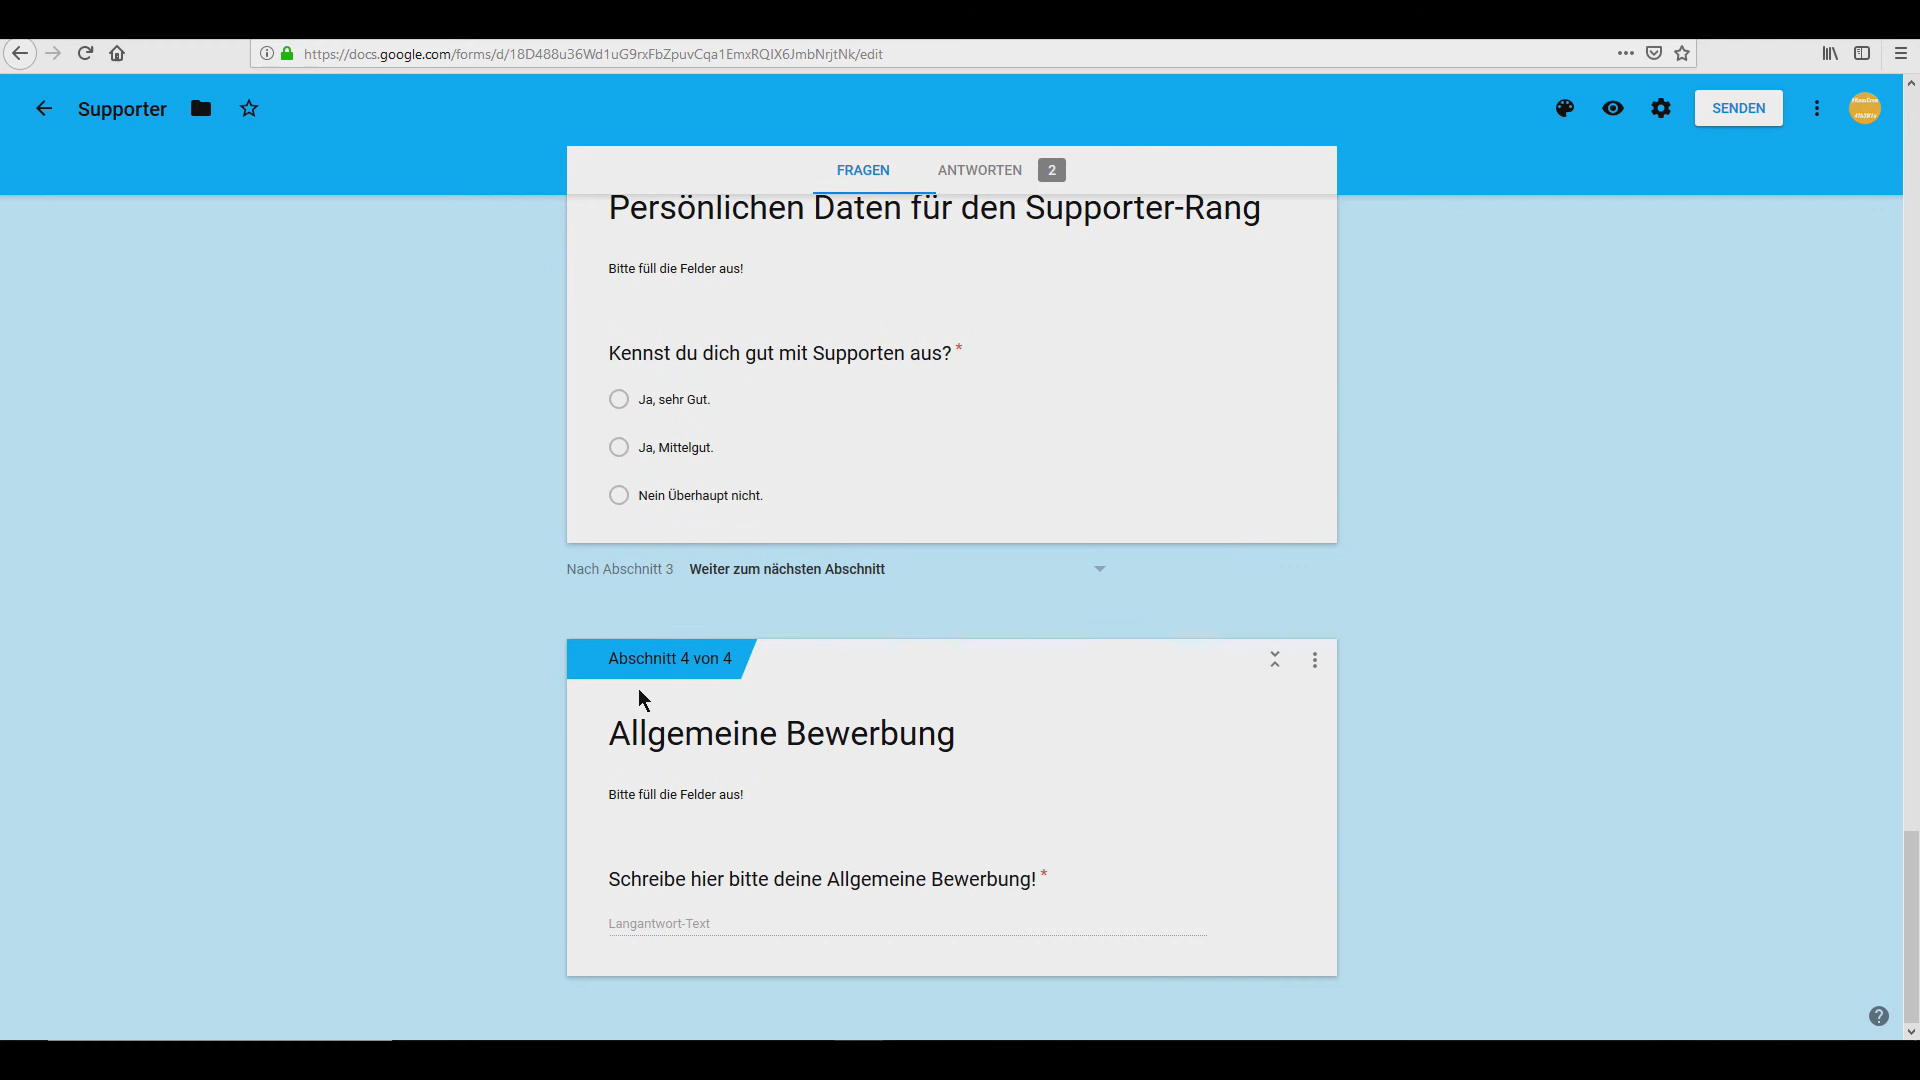 https://docs.google.com/forms/d/18D488u36Wd1uG9rxFbZpuvCqa1EmxRQIX6JmbNrjtNk/edit
Supporter
SENDEN
FRAGEN ANTWORTEN 2
Persönlichen Daten für den Supporter-Rang
Bitte füll die Felder aus!
Kennst du dich gut mit Supporten aus? *
Ja, sehr Gut.
Ja, Mittelgut.
Nein Überhaupt nicht.
Nach Abschnitt 3 Weiter zum nächsten Abschnitt
Abschnitt 4 von 4
Allgemeine Bewerbung
Bitte füll die Felder aus!
Schreibe hier bitte deine Allgemeine Bewerbung! *
Langantwort-Text